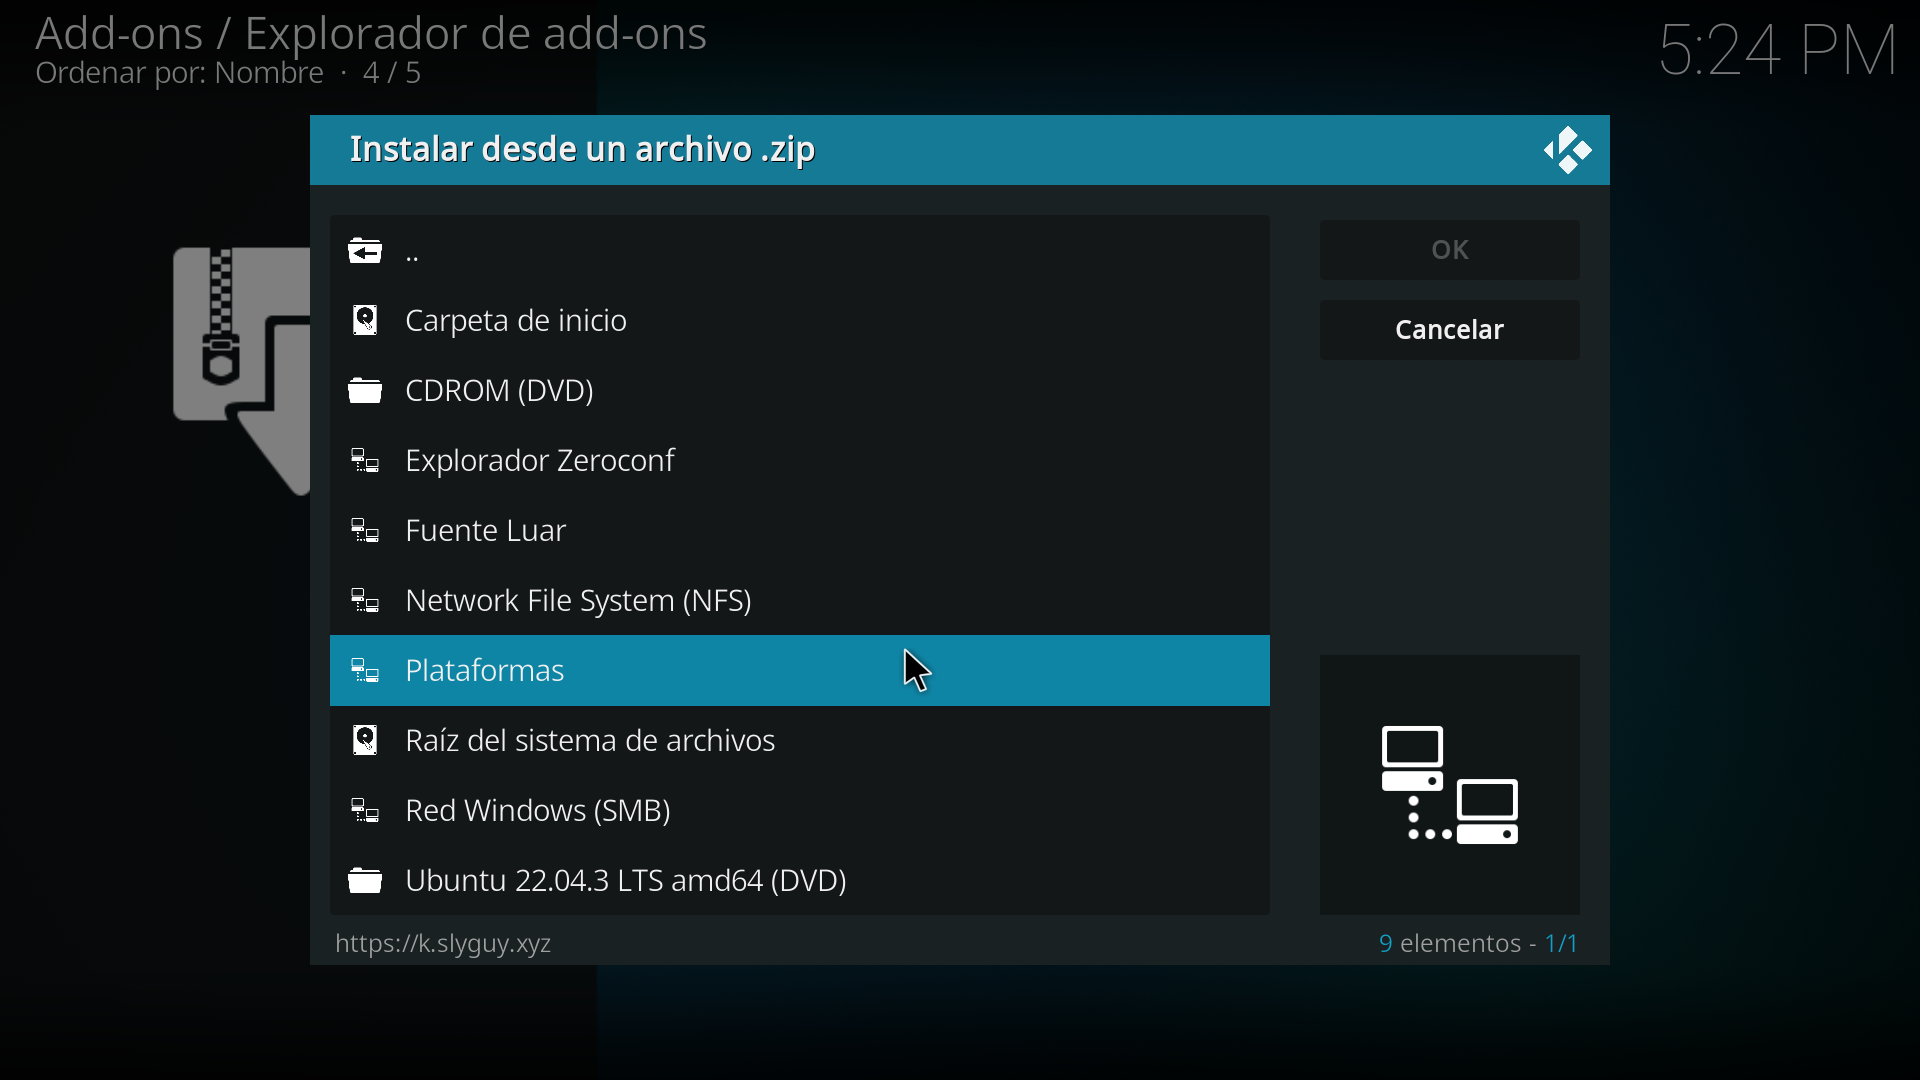 Add-ons / Explorador de add-ons
Ordenar por: Nombre · 4 / 5
5:24 PM
Instalar desde un archivo .zip
..
Carpeta de inicio
CDROM (DVD)
Explorador Zeroconf
Fuente Luar
Network File System (NFS)
Plataformas
Raíz del sistema de archivos
Red Windows (SMB)
Ubuntu 22.04.3 LTS amd64 (DVD)
OK
Cancelar
https://k.slyguy.xyz
9 elementos - 1/1